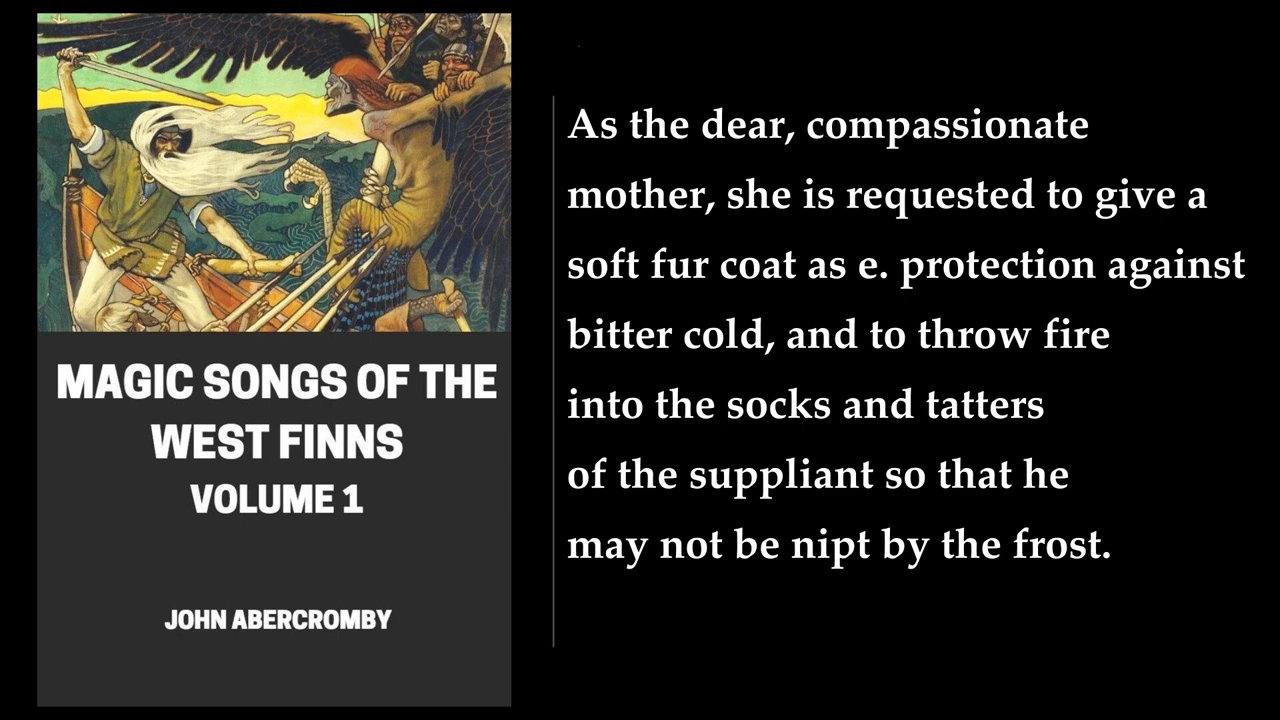 MAGIC SONGS OF THE
WEST FINNS
VOLUME 1
JOHN ABERCROMBY
As the dear, compassionate
mother, she is requested to give a
soft fur coat as e. protection against
bitter cold, and to throw fire
into the socks and tatters
of the suppliant so that he
may not be nipt by the frost.